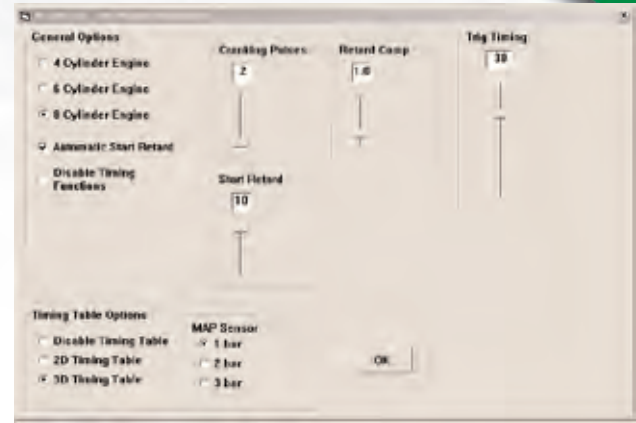 General Options
4 Cylinder Engine
6 Cylinder Engine
8 Cylinder Engine
Automatic Start Retard
Disable Timing
Functions
Cranking Pulses
2
Retard Comp
1.0
Trig Timing
Start Retard
10
Timing Table Options
Disable Timing Table
2D Timing Table
3D Timing Table
MAP Sensor
1 bar
2 bar
3 bar
OK